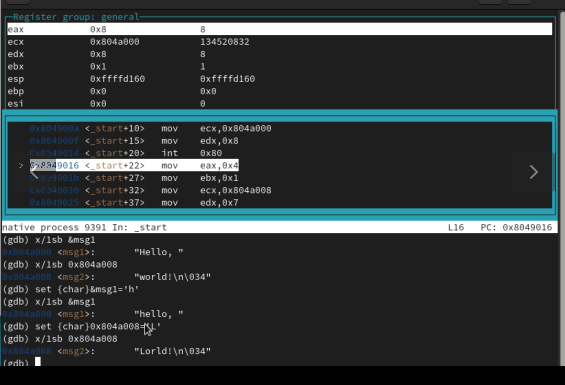 Register group: general
eax 0x8 8
ecx 0x804a000 134520832
edx 0x8 8
ebx 0x1 1
esp 0xffffd160 0xffffd160
ebp 0x0 0x0
esi 0x0 0
0x804900a <_start+10> mov ecx,0x804a000
0x804900f <_start+15> mov edx,0x8
0x8049014 <_start+20> int 0x80
> 0x8049016 <_start+22> mov eax,0x4
0x804901b <_start+27> mov ebx,0x1
0x8049020 <_start+32> mov ecx,0x804a008
0x8049025 <_start+37> mov edx,0x7
native process 9391 In: _start L16 PC: 0x8049016
(gdb) x/1sb &msg1
<msg1>: "Hello, "
(gdb) x/1sb 0x804a008
0x804a008 <msg2>: "world!\n\034"
(gdb) set {char}&msg1='h'
(gdb) x/1sb &msg1
<msg1>: "hello, "
(gdb) set {char}0x804a008='L'
(gdb) x/1sb 0x804a008
0x804a008 <msg2>: "Lorld!\n\034"
(gdb)